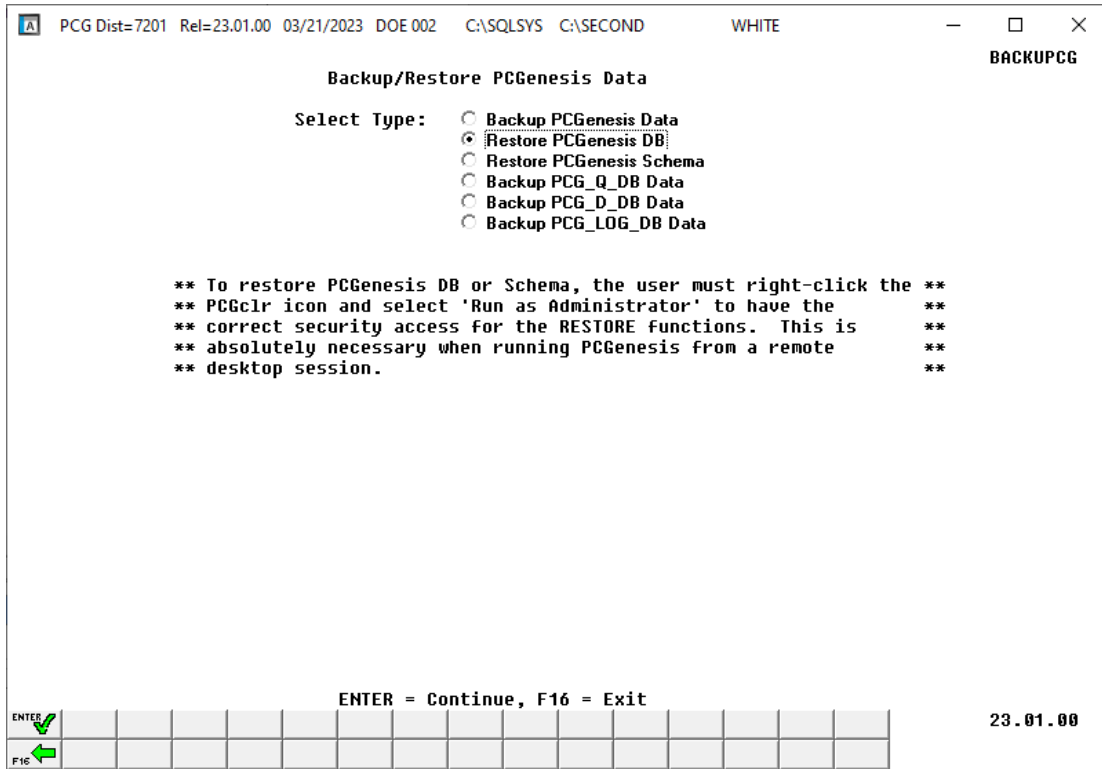 PCG Dist=7201 Rel=23.01.00 03/21/2023 DOE 002 C:\SQLSYS C:\SECOND WHITE
BACKUPCG
Backup/Restore PCGenesis Data
Select Type: Backup PCGenesis Data
Restore PCGenesis DB
Restore PCGenesis Schema
Backup PCG_Q_DB Data
Backup PCG_D_DB Data
Backup PCG_LOG_DB Data
** To restore PCGenesis DB or Schema, the user must right-click the **
** PCGclr icon and select 'Run as Administrator' to have the **
** correct security access for the RESTORE functions. This is **
** absolutely necessary when running PCGenesis from a remote **
** desktop session. **
ENTER = Continue, F16 = Exit
ENTER
23.01.00
F16